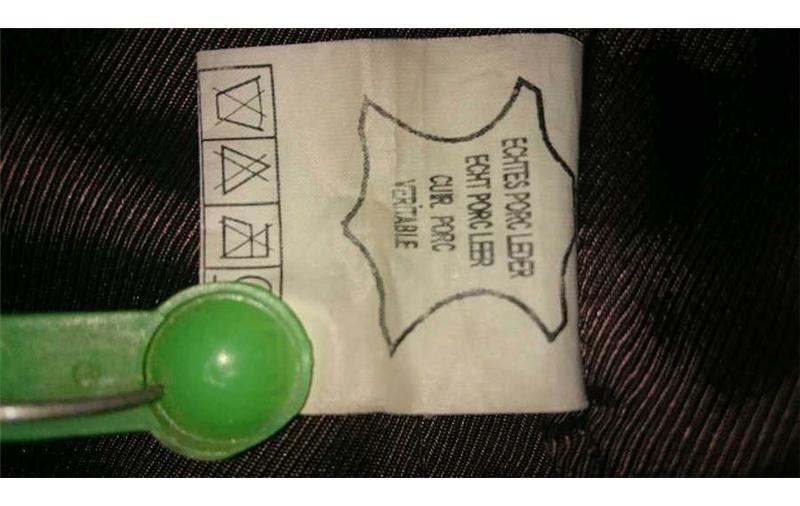 ECHTES PORC LEDER
ECHT PORC LEER
CUIR PORC
VERITABLE